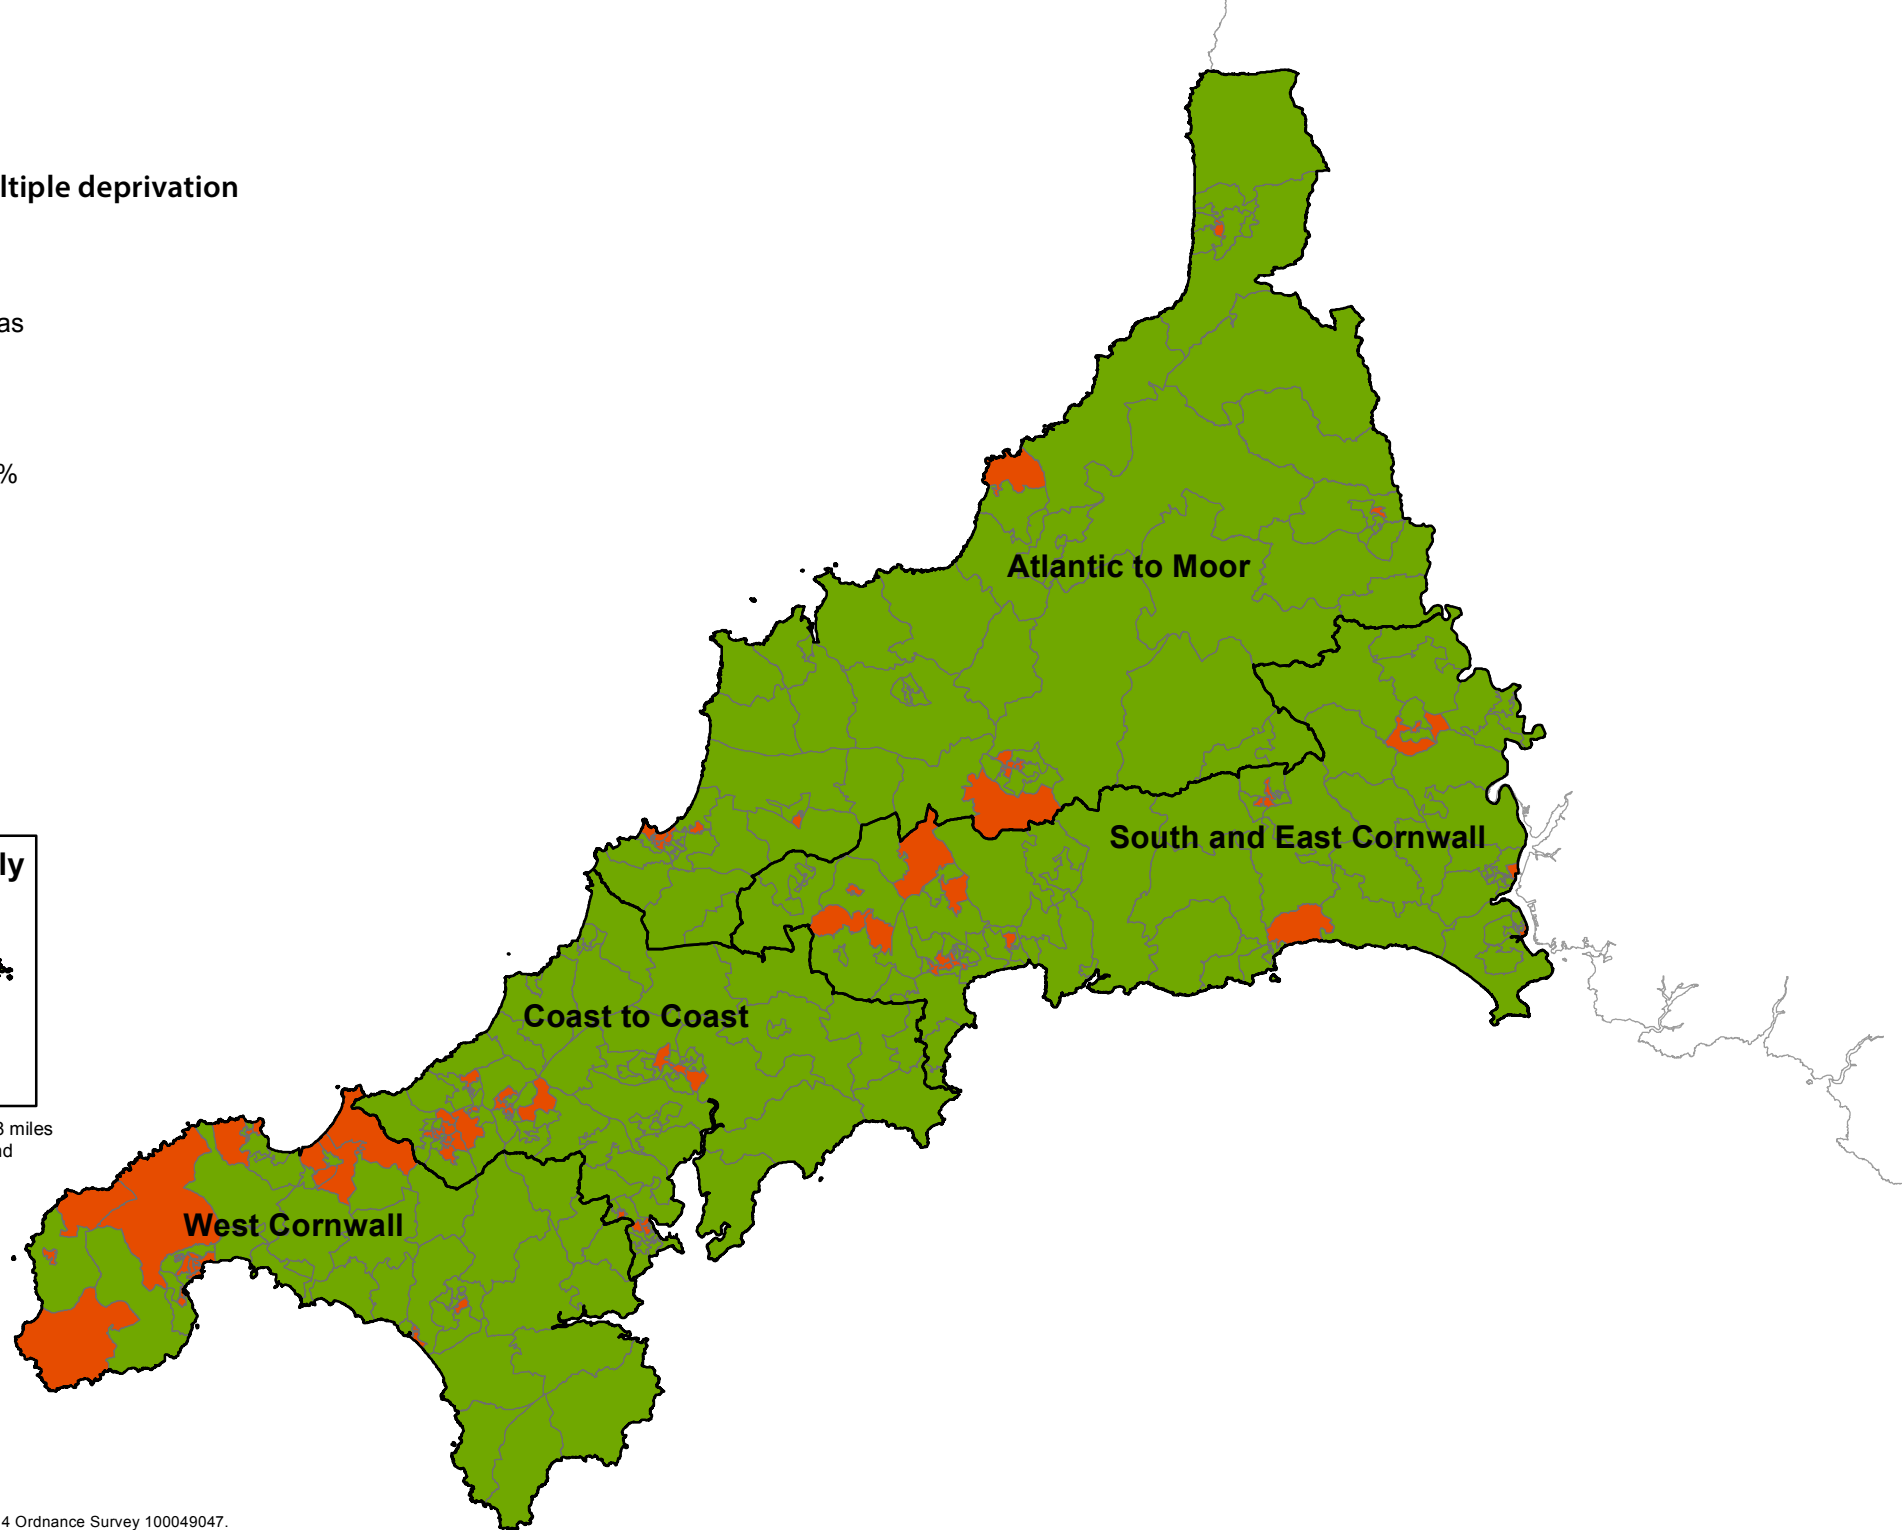 ltiple deprivation
as
%
Atlantic to Moor
South and East Cornwall
ly
Coast to Coast
3 miles
nd
West Cornwall
4 Ordnance Survey 100049047.